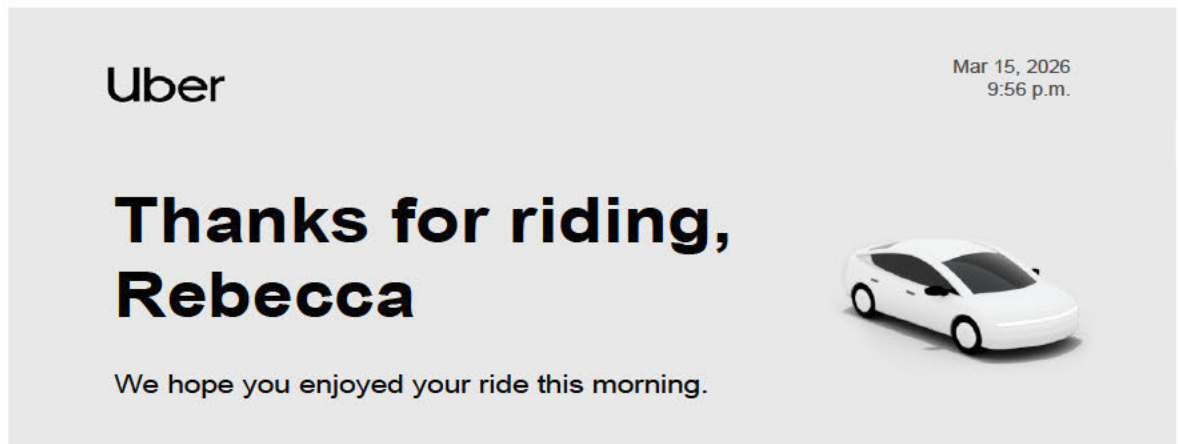 Uber
Mar 15, 2026
9:56 p.m.
Thanks for riding,
Rebecca
We hope you enjoyed your ride this morning.